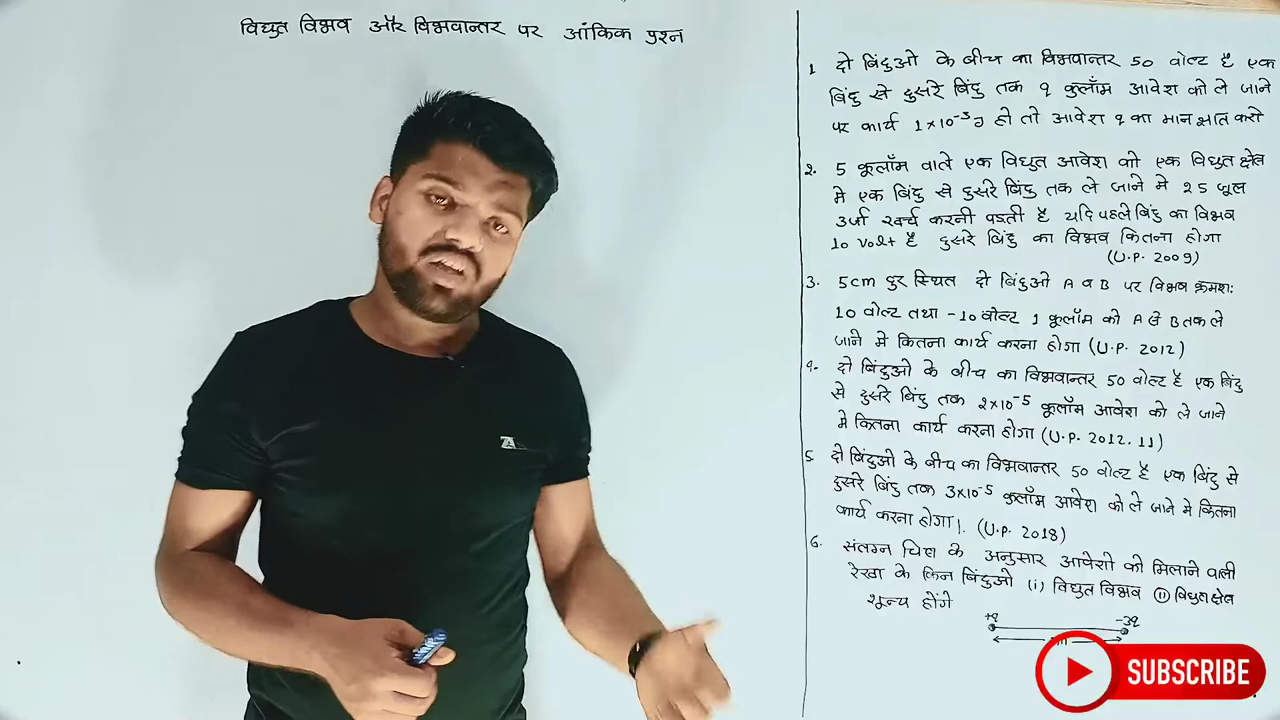 विद्युत विभव और विभवान्तर पर आंकिक प्रश्न
1 दो बिंदुओ के बीच का विभवान्तर 50 वोल्ट है एक
बिंदु से दुसरे बिंदु तक q कुलॉम आवेश को ले जाने
पर कार्य 1×10⁻³J हो तो आवेश q का मान ज्ञात करो
2. 5 कूलॉम वाले एक विद्युत आवेश को एक विद्युत क्षेत्र
मे एक बिंदु से दुसरे बिंदु तक ले जाने मे 25 जूल
उर्जा खर्च करनी पडती है यदि पहले बिंदु का विभव
10 volt है दुसरे बिंदु का विभव कितना होगा
(U.P. 2009)
3. 5cm दुर स्थित दो बिंदुओ A व B पर विभव क्रमश:
10 वोल्ट तथा -10 वोल्ट 1 कूलॉम को A से B तक ले
जाने मे कितना कार्य करना होगा (U.P. 2012)
4. दो बिंदुओ के बीच का विभवान्तर 50 वोल्ट है एक बिंदु
से दुसरे बिंदु तक 2×10⁻⁵ कूलॉम आवेश को ले जाने
मे कितना कार्य करना होगा (U.P. 2012.11)
5 दो बिंदुओ के बीच का विभवान्तर 50 वोल्ट है एक बिंदु से
दुसरे बिंदु तक 3×10⁻⁵ कुलॉम आवेश को ले जाने मे कितना
कार्य करना होगा। (U.P. 2018)
6. संलग्न चित्र के अनुसार आवेशो को मिलाने वाली
रेखा के किन बिंदुओ (i) विद्युत विभव (ii) विद्युत क्षेत्र
शून्य होंगे
+q -3q
SUBSCRIBE